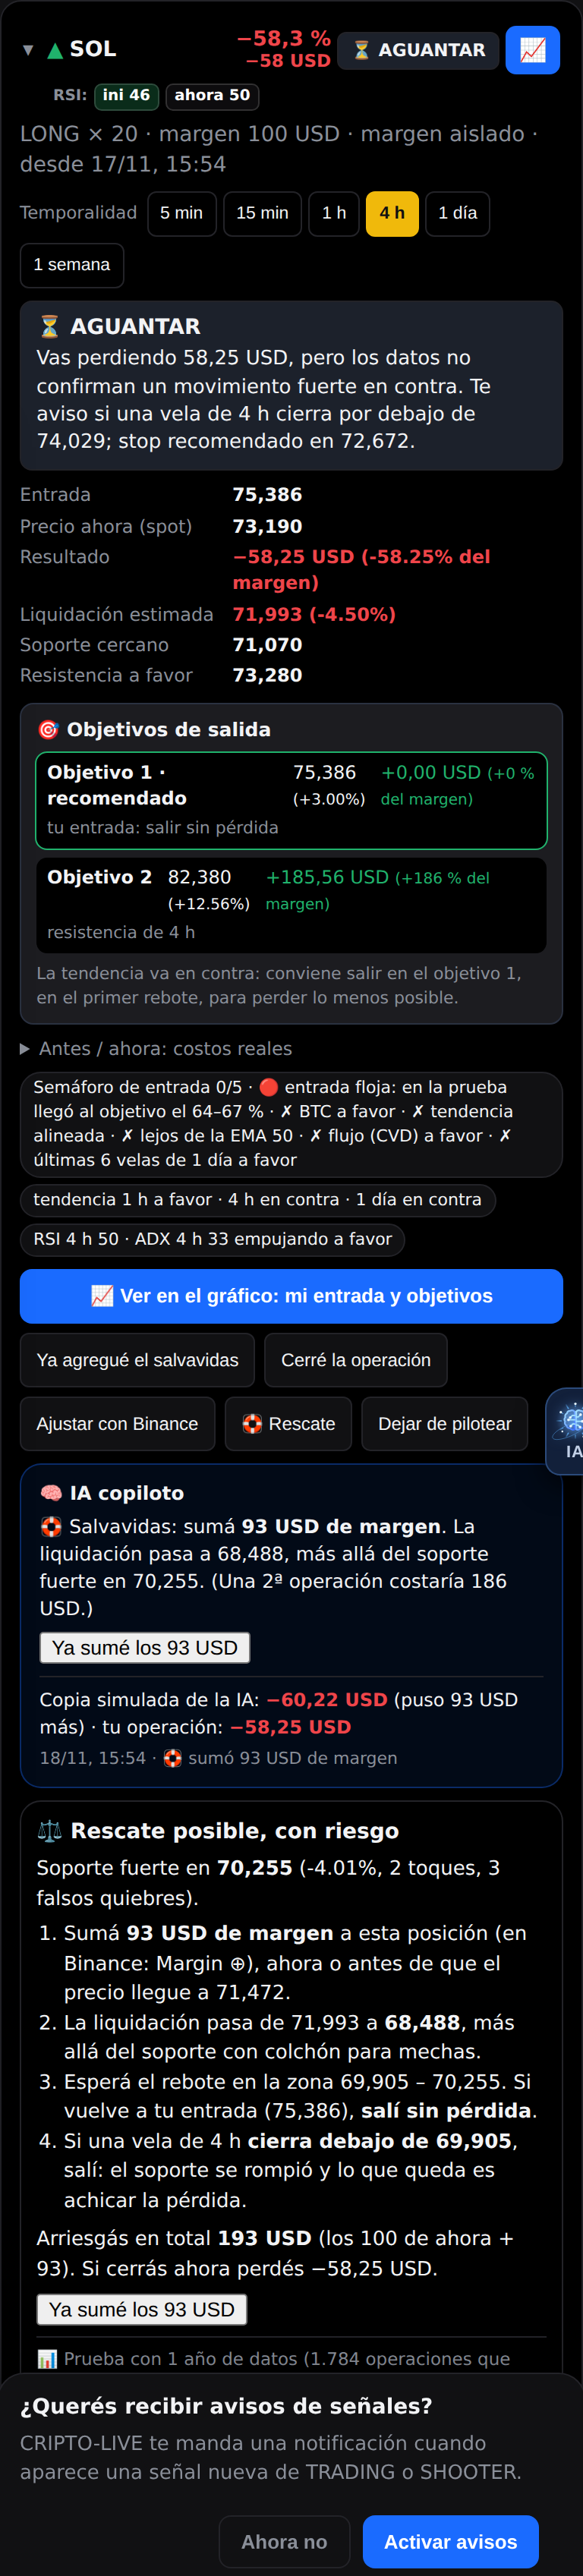 ▼ ▲ SOL −58,3 % ⏳ AGUANTAR 📈
−58 USD
RSI: ini 46 ahora 50
LONG × 20 · margen 100 USD · margen aislado ·
desde 17/11, 15:54
Temporalidad 5 min 15 min 1 h 4 h 1 día
1 semana
⏳ AGUANTAR
Vas perdiendo 58,25 USD, pero los datos no
confirman un movimiento fuerte en contra. Te
aviso si una vela de 4 h cierra por debajo de
74,029; stop recomendado en 72,672.
Entrada 75,386
Precio ahora (spot) 73,190
Resultado −58,25 USD (-58.25% del
margen)
Liquidación estimada 71,993 (-4.50%)
Soporte cercano 71,070
Resistencia a favor 73,280
🎯 Objetivos de salida
Objetivo 1 · 75,386 +0,00 USD (+0 %
recomendado (+3.00%) del margen)
tu entrada: salir sin pérdida
Objetivo 2 82,380 +185,56 USD (+186 % del
(+12.56%) margen)
resistencia de 4 h
La tendencia va en contra: conviene salir en el objetivo 1,
en el primer rebote, para perder lo menos posible.
▶ Antes / ahora: costos reales
Semáforo de entrada 0/5 · 🔴 entrada floja: en la prueba
llegó al objetivo el 64–67 % · ✗ BTC a favor · ✗ tendencia
alineada · ✗ lejos de la EMA 50 · ✗ flujo (CVD) a favor · ✗
últimas 6 velas de 1 día a favor
tendencia 1 h a favor · 4 h en contra · 1 día en contra
RSI 4 h 50 · ADX 4 h 33 empujando a favor
📈 Ver en el gráfico: mi entrada y objetivos
Ya agregué el salvavidas Cerré la operación
Ajustar con Binance 🛟 Rescate Dejar de pilotear
IA
🧠 IA copiloto
🛟 Salvavidas: sumá 93 USD de margen. La
liquidación pasa a 68,488, más allá del soporte
fuerte en 70,255. (Una 2ª operación costaría 186
USD.)
Ya sumé los 93 USD
Copia simulada de la IA: −60,22 USD (puso 93 USD
más) · tu operación: −58,25 USD
18/11, 15:54 · 🛟 sumó 93 USD de margen
⚖️ Rescate posible, con riesgo
Soporte fuerte en 70,255 (-4.01%, 2 toques, 3
falsos quiebres).
1. Sumá 93 USD de margen a esta posición (en
Binance: Margin ⊕), ahora o antes de que el
precio llegue a 71,472.
2. La liquidación pasa de 71,993 a 68,488, más
allá del soporte con colchón para mechas.
3. Esperá el rebote en la zona 69,905 – 70,255. Si
vuelve a tu entrada (75,386), salí sin pérdida.
4. Si una vela de 4 h cierra debajo de 69,905,
salí: el soporte se rompió y lo que queda es
achicar la pérdida.
Arriesgás en total 193 USD (los 100 de ahora +
93). Si cerrás ahora perdés −58,25 USD.
Ya sumé los 93 USD
📊 Prueba con 1 año de datos (1.784 operaciones que
¿Querés recibir avisos de señales?
CRIPTO-LIVE te manda una notificación cuando
aparece una señal nueva de TRADING o SHOOTER.
Ahora no Activar avisos